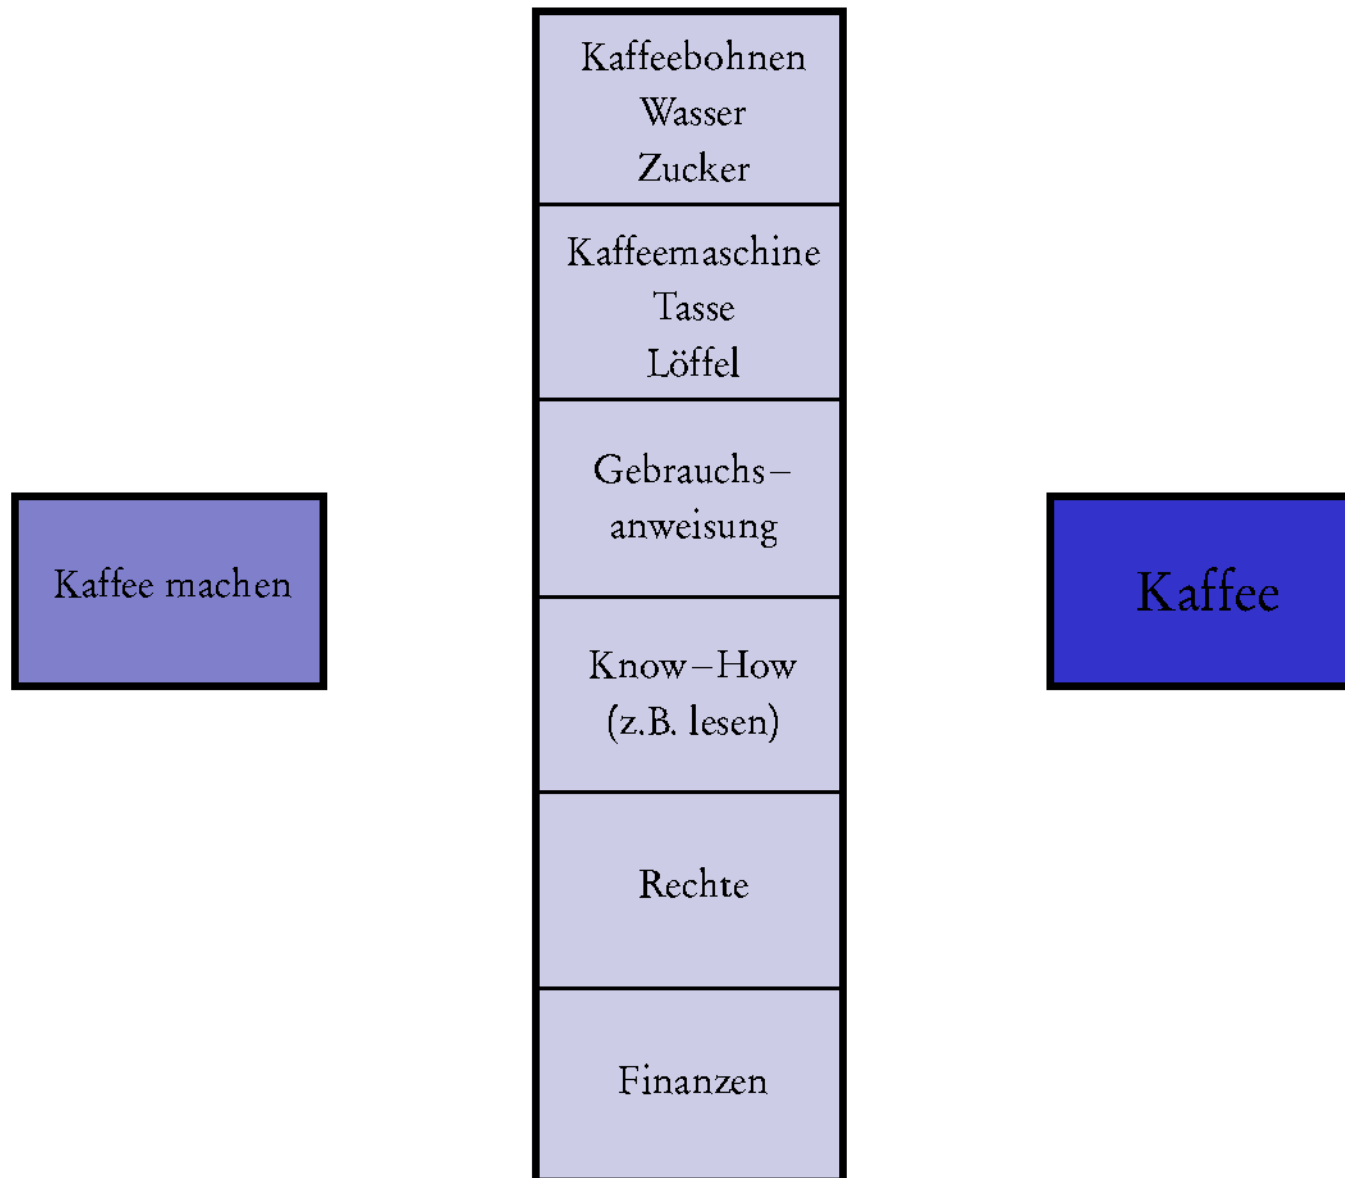 Kaffee machen
Kaffeebohnen
Wasser
Zucker
Kaffeemaschine
Tasse
Löffel
Gebrauchs–
anweisung
Know–How
(z.B. lesen)
Rechte
Finanzen
Kaffee